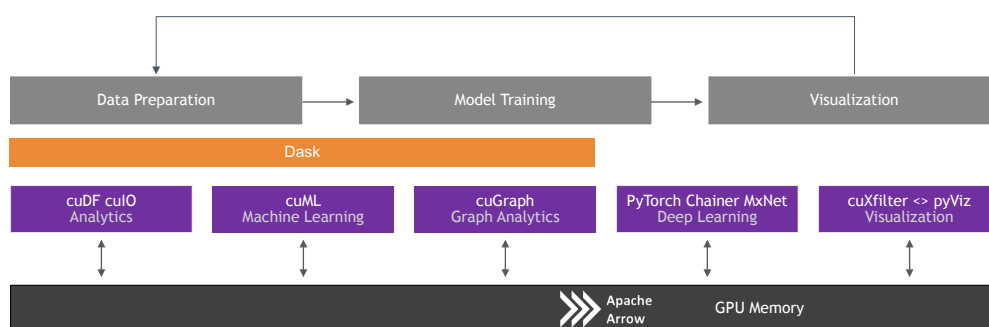 Data Preparation
Model Training
Visualization
Dask
cuDF cuIO
Analytics
cuML
Machine Learning
cuGraph
Graph Analytics
PyTorch Chainer MxNet
Deep Learning
cuXfilter <> pyViz
Visualization
Apache
Arrow
GPU Memory